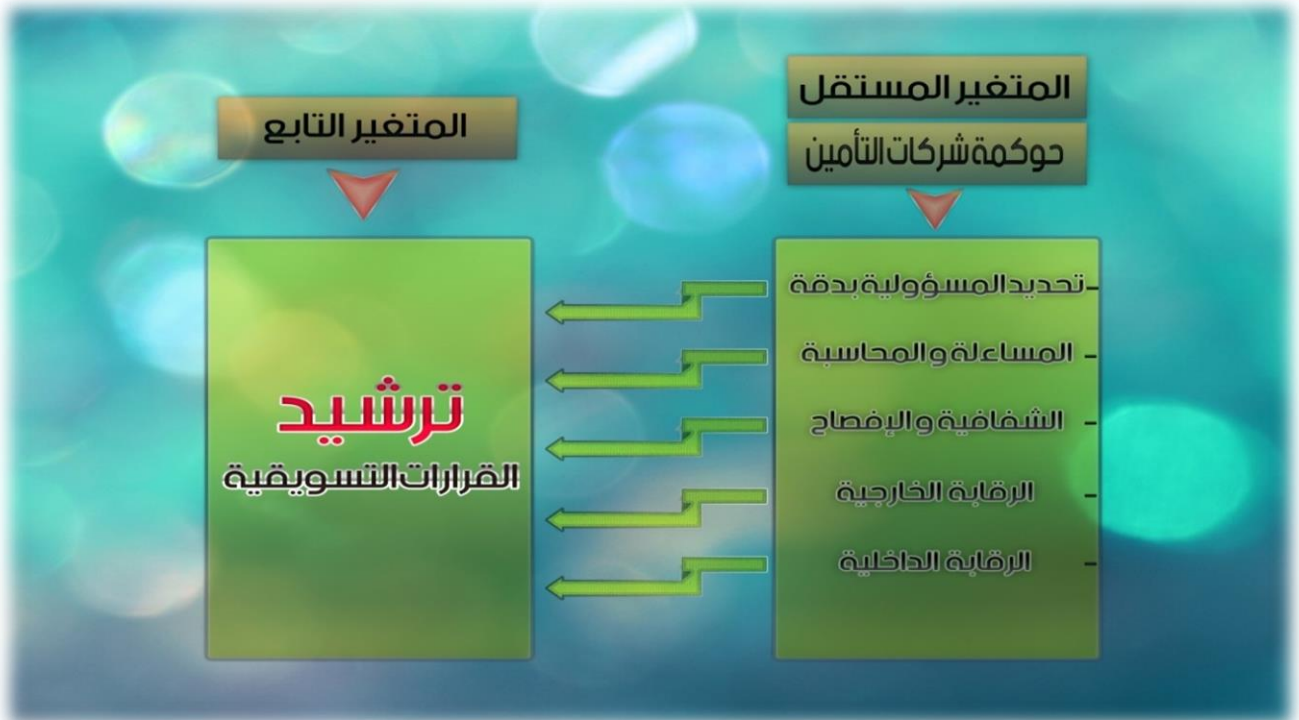 المتغير المستقل
حوكمة شركات التأمين
- تحديد المسؤولية بدقة
- المساءلة والمحاسبة
- الشفافية والإفصاح
- الرقابة الخارجية
- الرقابة الداخلية
المتغير التابع
ترشيد
القرارات التسويقية